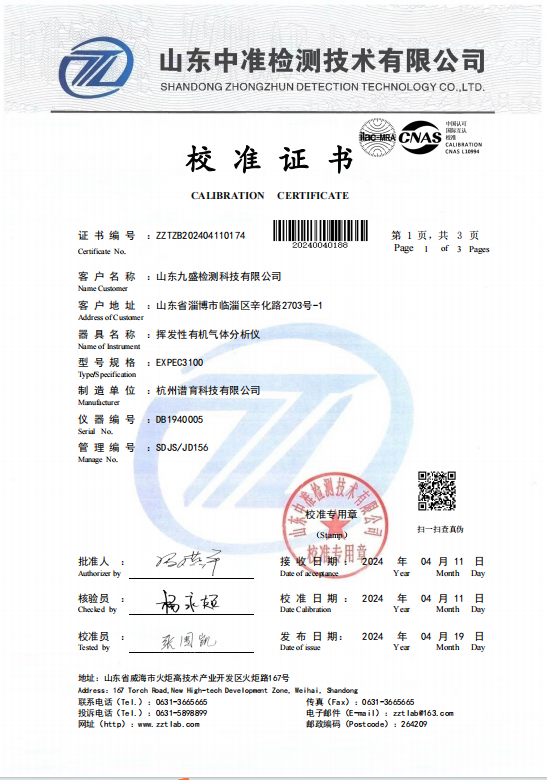 山东中准检测技术有限公司
SHANDONG ZHONGZHUN DETECTION TECHNOLOGY CO.,LTD.
ilac-MRA
CNAS
中国认可
国际互认
校准
CALIBRATION
CNAS L10994
校准证书
CALIBRATION CERTIFICATE
证书编号 : ZZTZB202404110174
Certificate No.
20240040188
第 1 页, 共 3 页
Page 1 of 3 Pages
客户名称 : 山东九盛检测科技有限公司
Name Customer
客户地址 : 山东省淄博市临淄区辛化路2703号-1
Address of Customer
器具名称 : 挥发性有机气体分析仪
Name of Instrument
型号规格 : EXPEC3100
Type/Specification
制造单位 : 杭州谱育科技有限公司
Manufacturer
仪器编号 : DB1940005
Serial No.
管理编号 : SDJS/JD156
Manage No.
山东中准检测技术有限公司
校准专用章
校准专用章
(Stamp)
扫一扫查真伪
批准人 :
Authorizer by
接收日期: 2024 年 04 月 11 日
Date of acceptance Year Month Day
核验员 :
Checked by
校准日期: 2024 年 04 月 11 日
Date Calibration Year Month Day
校准员 : 张国凯
Tested by
发布日期: 2024 年 04 月 19 日
Date of issue Year Month Day
地址: 山东省威海市火炬高技术产业开发区火炬路167号
Address: 167 Torch Road,New High-tech Development Zone, Weihai, Shandong
联系电话（Tel.）: 0631-3665665
传真（Fax）: 0631-3665665
投诉电话（Tel.）: 0631-5898899
电子邮件（E-mail）: zztlab@163.com
网址（http）: www.zztlab.com
邮政编码（Postcode）: 264209